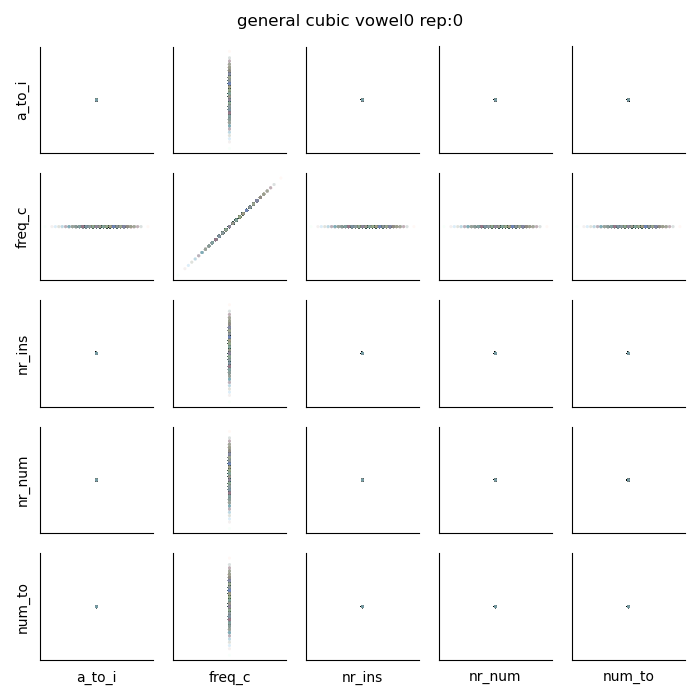 general cubic vowel0 rep:0
a_to_i
freq_c
nr_ins
nr_num
num_to
a_to_i freq_c nr_ins nr_num num_to